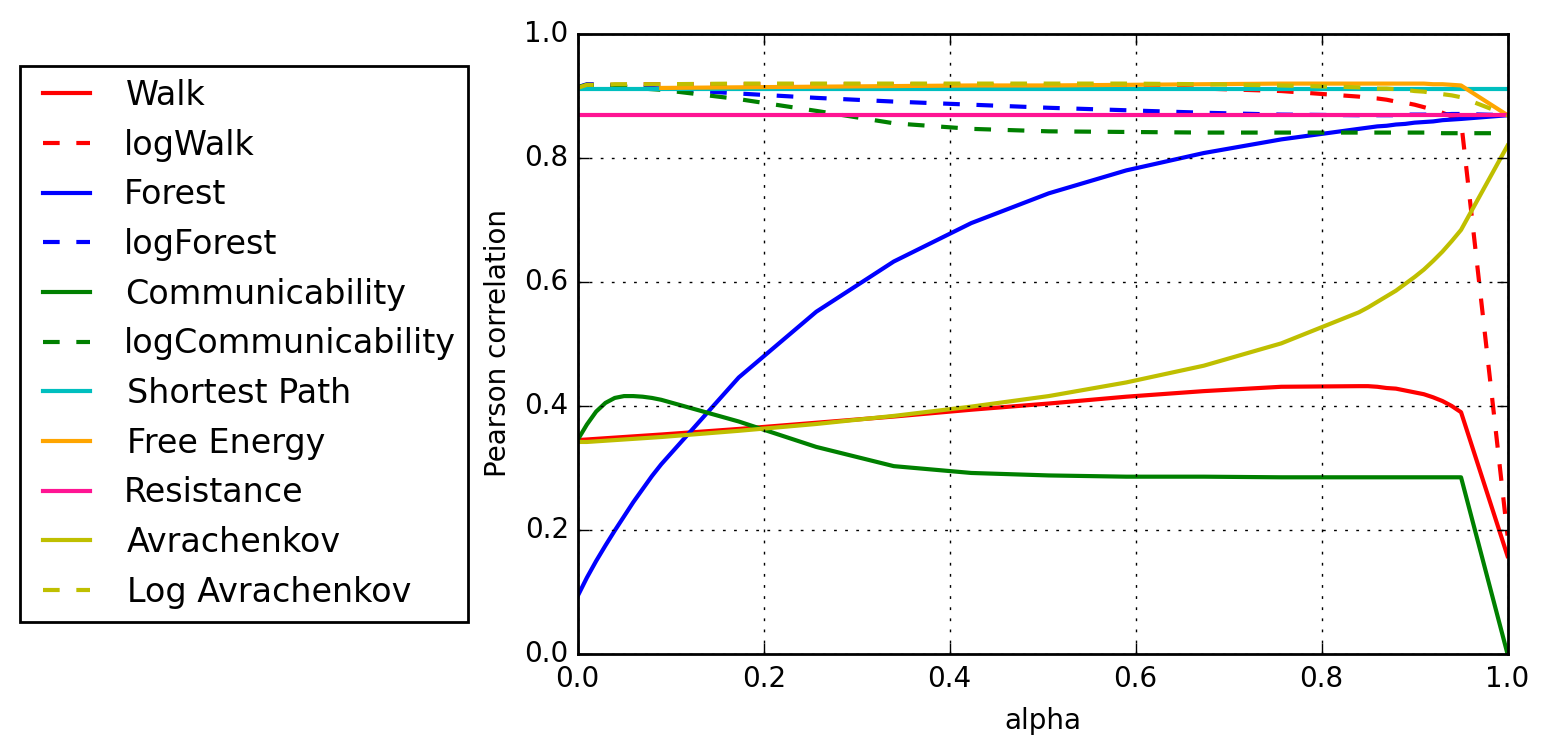 Walk
logWalk
Forest
logForest
Communicability
logCommunicability
Shortest Path
Free Energy
Resistance
Avrachenkov
Log Avrachenkov
Pearson correlation
1.0
0.8
0.6
0.4
0.2
0.0
0.0 0.2 0.4 0.6 0.8 1.0
alpha